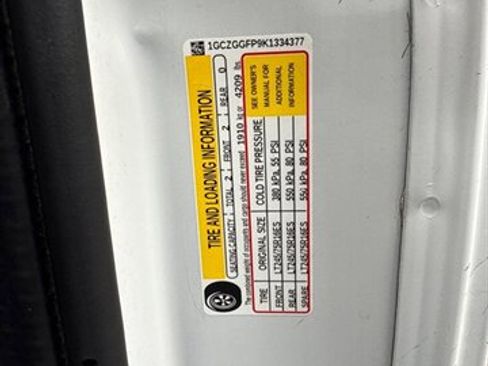 1GCZGGFP9K1334377
TIRE AND LOADING INFORMATION
SEATING CAPACITY TOTAL 2 FRONT 2 REAR 0
The combined weight of occupants and cargo should never exceed 1910 kg or 4209 lbs
TIRE ORIGINAL SIZE COLD TIRE PRESSURE
FRONT LT245/75R16ES 380 kPa, 55 PSI
REAR LT245/75R16ES 550 kPa, 80 PSI
SPARE LT245/75R16ES 550 kPa, 80 PSI
SEE OWNER'S
MANUAL FOR
ADDITIONAL
INFORMATION